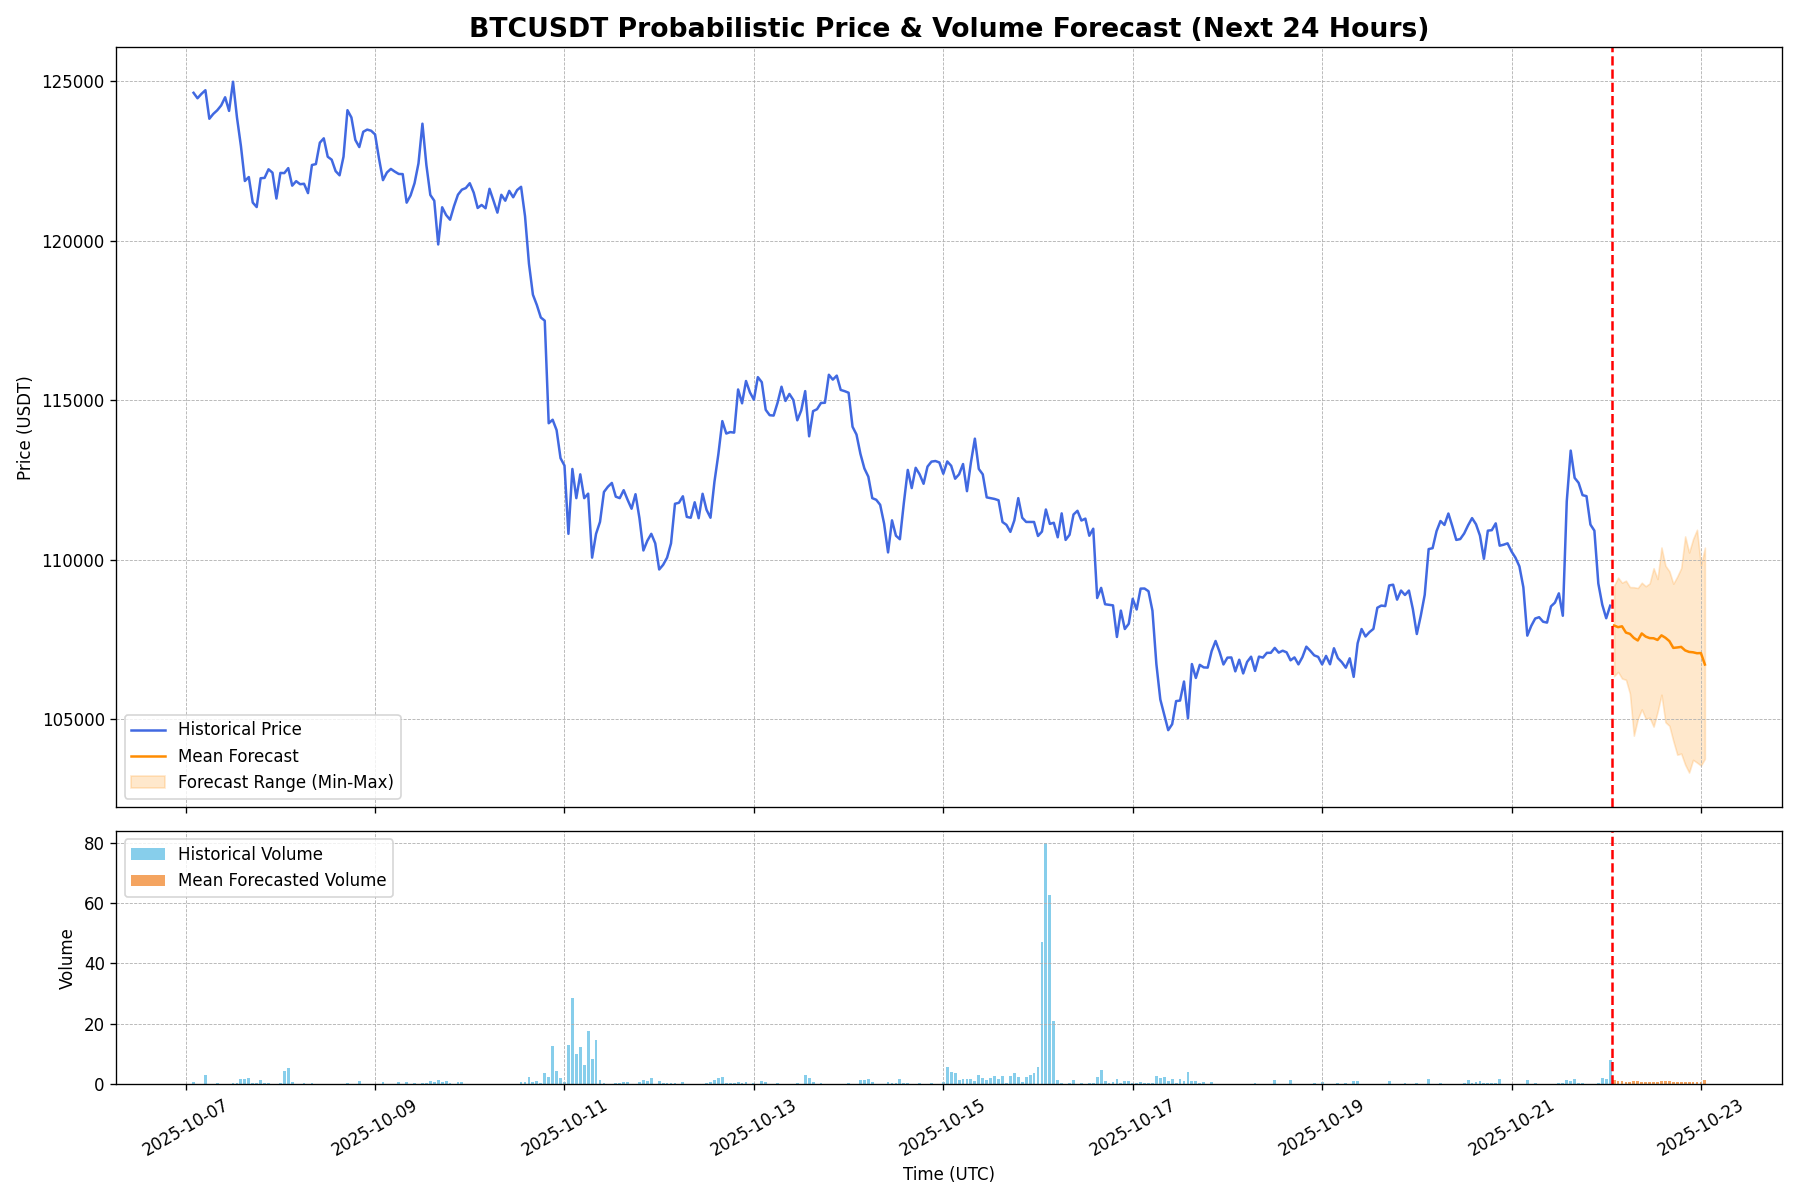 BTCUSDT Probabilistic Price & Volume Forecast (Next 24 Hours)
125000
120000
115000
110000
105000
Price (USDT)
Historical Price
Mean Forecast
Forecast Range (Min-Max)
80
60
40
20
0
Volume
Historical Volume
Mean Forecasted Volume
2025-10-07
2025-10-09
2025-10-11
2025-10-13
2025-10-15
2025-10-17
2025-10-19
2025-10-21
2025-10-23
Time (UTC)